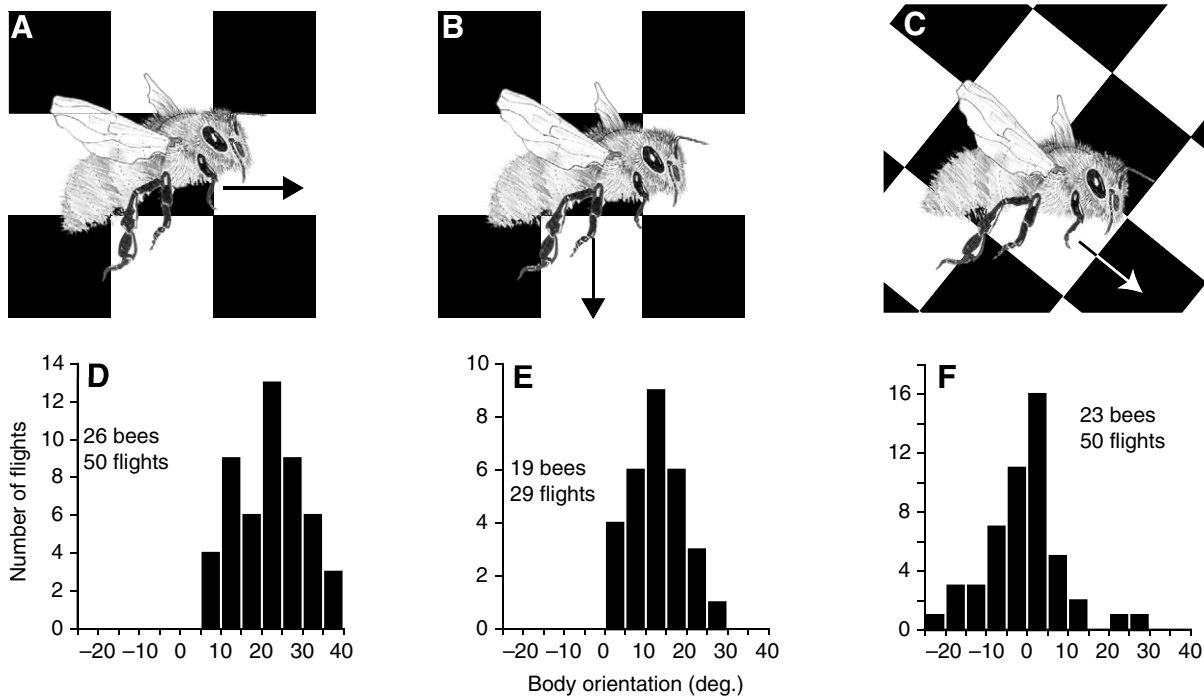 A
B
C
D
26 bees
50 flights
Number of flights
14
12
10
8
6
4
2
0
–20 –10 0 10 20 30 40
E
19 bees
29 flights
10
8
6
4
2
0
–20 –10 0 10 20 30 40
Body orientation (deg.)
F
23 bees
50 flights
16
12
8
4
0
–20 –10 0 10 20 30 40